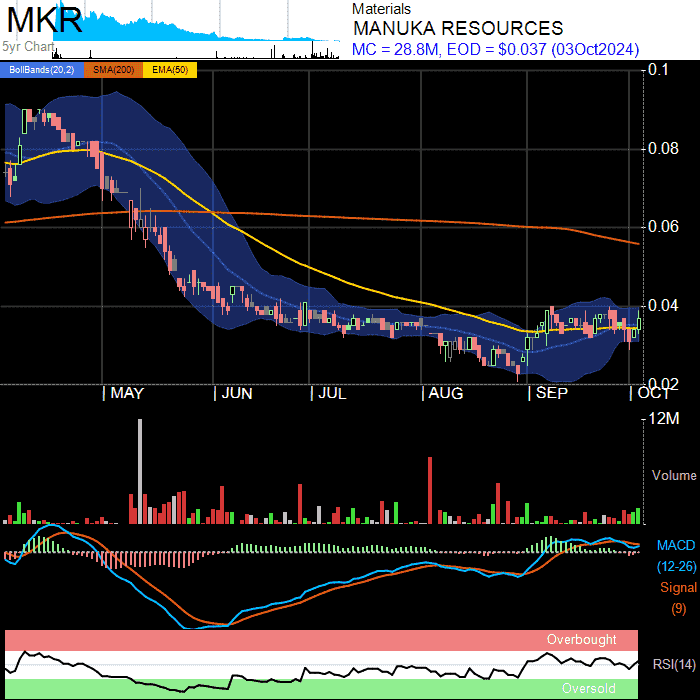 MKR
5yr Chart
Materials
MANUKA RESOURCES
MC = 28.8M, EOD = $0.037 (03Oct2024)
BollBands(20,2) SMA(200) EMA(50)
0.1
0.08
0.06
0.04
0.02
MAY JUN JUL AUG SEP OCT
12M
Volume
MACD
(12-26)
Signal
(9)
Overbought
RSI(14)
Oversold